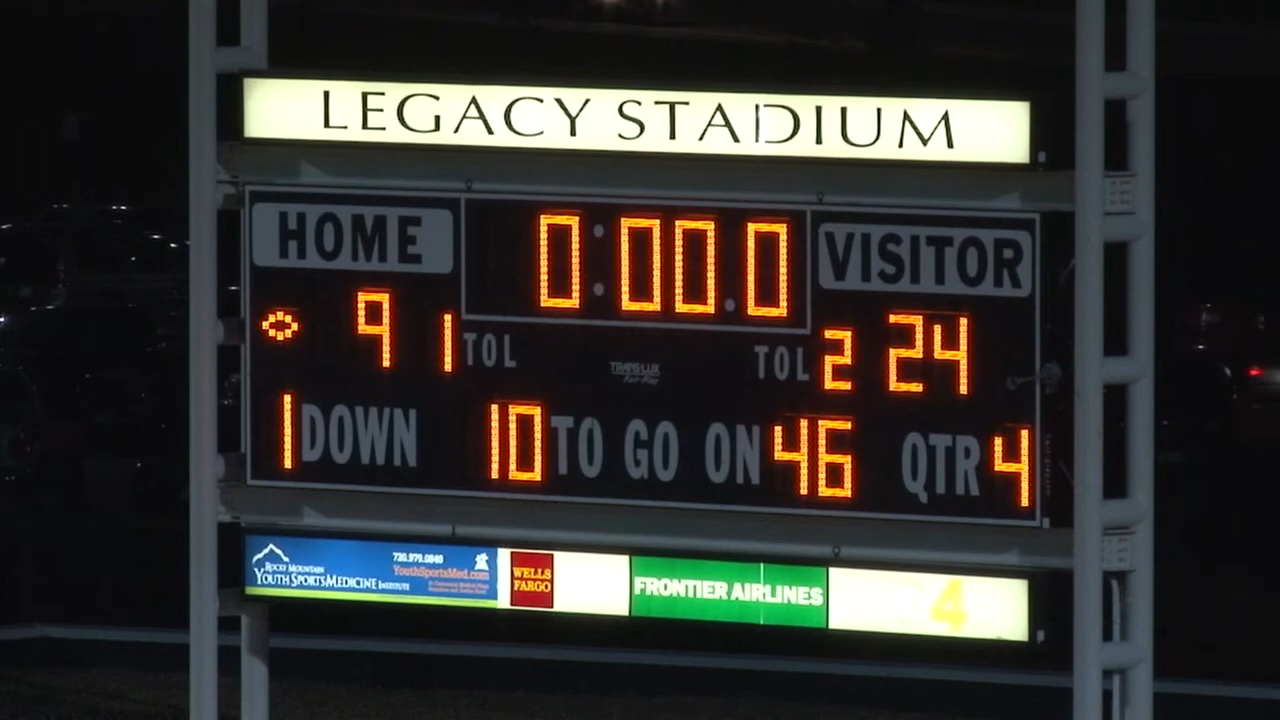 LEGACY STADIUM
HOME 0:00.0 VISITOR
9 1 TOL TRANS-LUX TOL 2 24
Fair-Play
1 DOWN 10 TO GO ON 46 QTR 4
ROCKY MOUNTAIN
YOUTH SPORTSMEDICINE INSTITUTE
720.979.0840
YouthSportsMed.com
WELLS
FARGO
FRONTIER AIRLINES
4